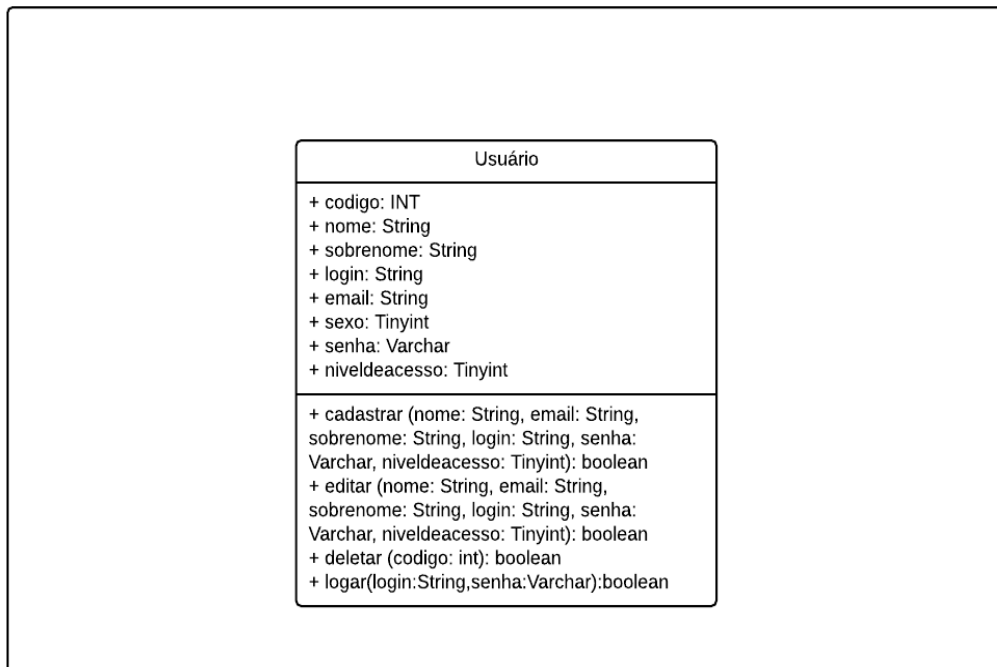 Usuário
+ codigo: INT
+ nome: String
+ sobrenome: String
+ login: String
+ email: String
+ sexo: Tinyint
+ senha: Varchar
+ niveldeacesso: Tinyint
+ cadastrar (nome: String, email: String,
sobrenome: String, login: String, senha:
Varchar, niveldeacesso: Tinyint): boolean
+ editar (nome: String, email: String,
sobrenome: String, login: String, senha:
Varchar, niveldeacesso: Tinyint): boolean
+ deletar (codigo: int): boolean
+ logar(login:String,senha:Varchar):boolean